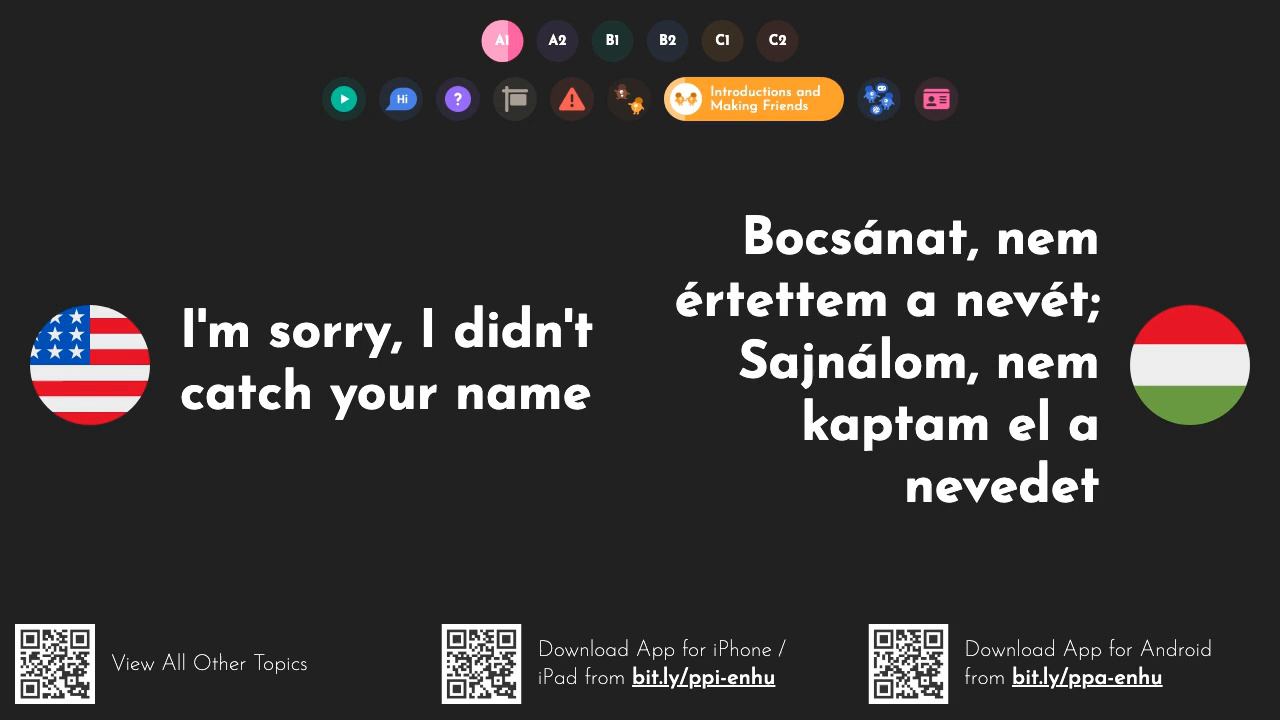 A1 A2 B1 B2 C1 C2
Hi ? Introductions and
Making Friends
I'm sorry, I didn't
catch your name
Bocsánat, nem
értettem a nevét;
Sajnálom, nem
kaptam el a
nevedet
View All Other Topics
Download App for iPhone /
iPad from bit.ly/ppi-enhu
Download App for Android
from bit.ly/ppa-enhu